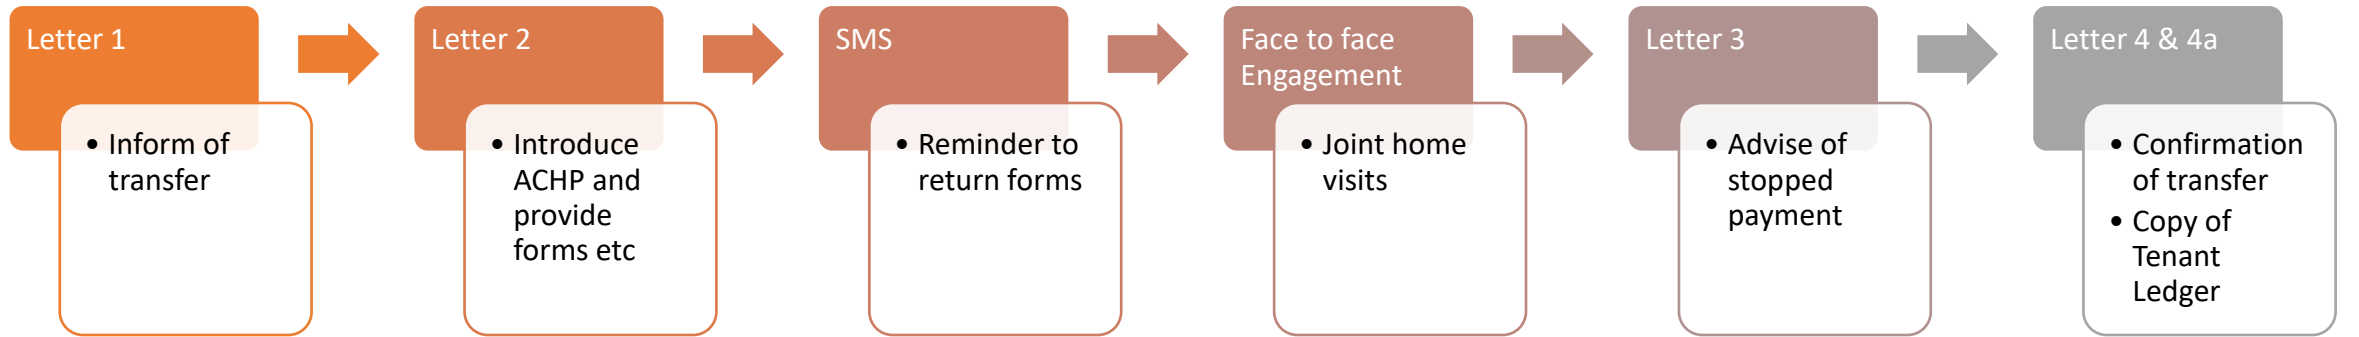 Letter 1
• Inform of
transfer
Letter 2
• Introduce
ACHP and
provide
forms etc
SMS
• Reminder to
return forms
Face to face
Engagement
• Joint home
visits
Letter 3
• Advise of
stopped
payment
Letter 4 & 4a
• Confirmation
of transfer
• Copy of
Tenant
Ledger